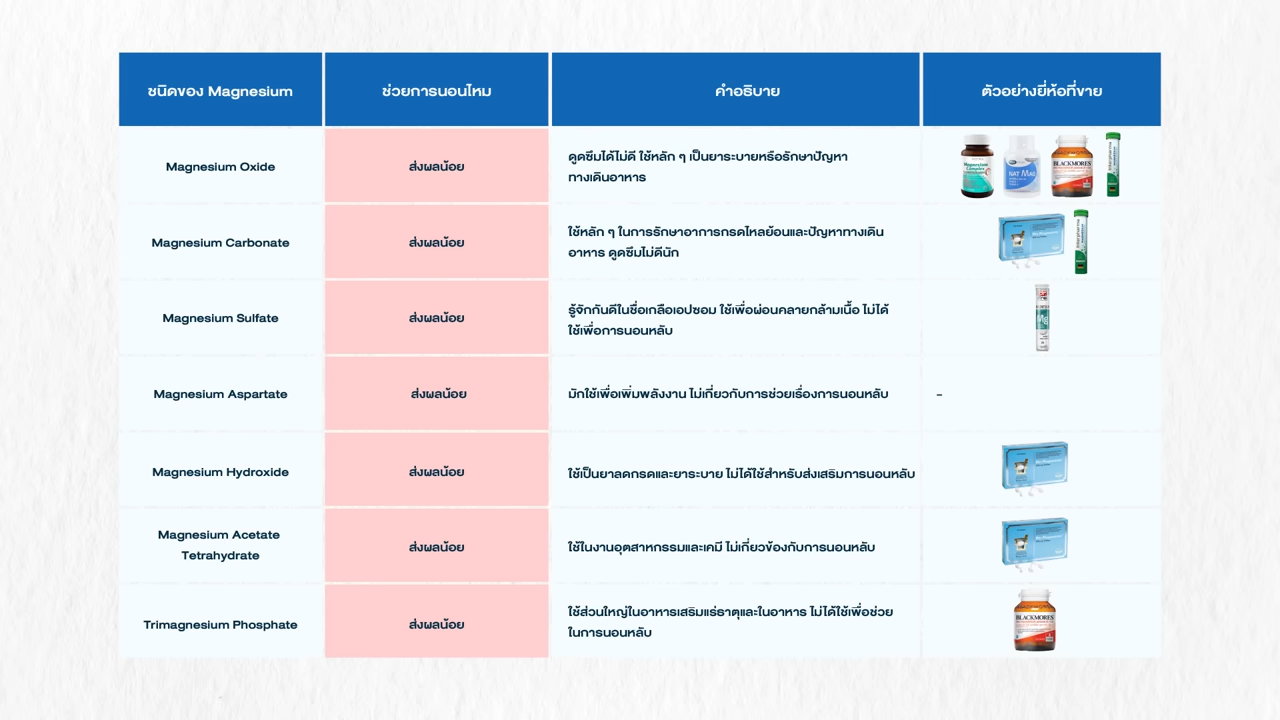 ชนิดของ Magnesium
ช่วยการนอนไหม
คำอธิบาย
ตัวอย่างยี่ห้อที่ขาย
Magnesium Oxide
ส่งผลน้อย
ดูดซึมได้ไม่ดี ใช้หลัก ๆ เป็นยาระบายหรือรักษาปัญหา
ทางเดินอาหาร
NAT MAG
BLACKMORES
Magnesium Carbonate
ส่งผลน้อย
ใช้หลัก ๆ ในการรักษาอาการกรดไหลย้อนและปัญหาทางเดิน
อาหาร ดูดซึมไม่ดีนัก
Magnesium Sulfate
ส่งผลน้อย
รู้จักกันดีในชื่อเกลือเอปซอม ใช้เพื่อผ่อนคลายกล้ามเนื้อ ไม่ได้
ใช้เพื่อการนอนหลับ
Magnesium Aspartate
ส่งผลน้อย
มักใช้เพื่อเพิ่มพลังงาน ไม่เกี่ยวกับการช่วยเรื่องการนอนหลับ
-
Magnesium Hydroxide
ส่งผลน้อย
ใช้เป็นยาลดกรดและยาระบาย ไม่ได้ใช้สำหรับส่งเสริมการนอนหลับ
Magnesium Acetate
Tetrahydrate
ส่งผลน้อย
ใช้ในงานอุตสาหกรรมและเคมี ไม่เกี่ยวข้องกับการนอนหลับ
Trimagnesium Phosphate
ส่งผลน้อย
ใช้ส่วนใหญ่ในอาหารเสริมแร่ธาตุและในอาหาร ไม่ได้ใช้เพื่อช่วย
ในการนอนหลับ
BLACKMORES